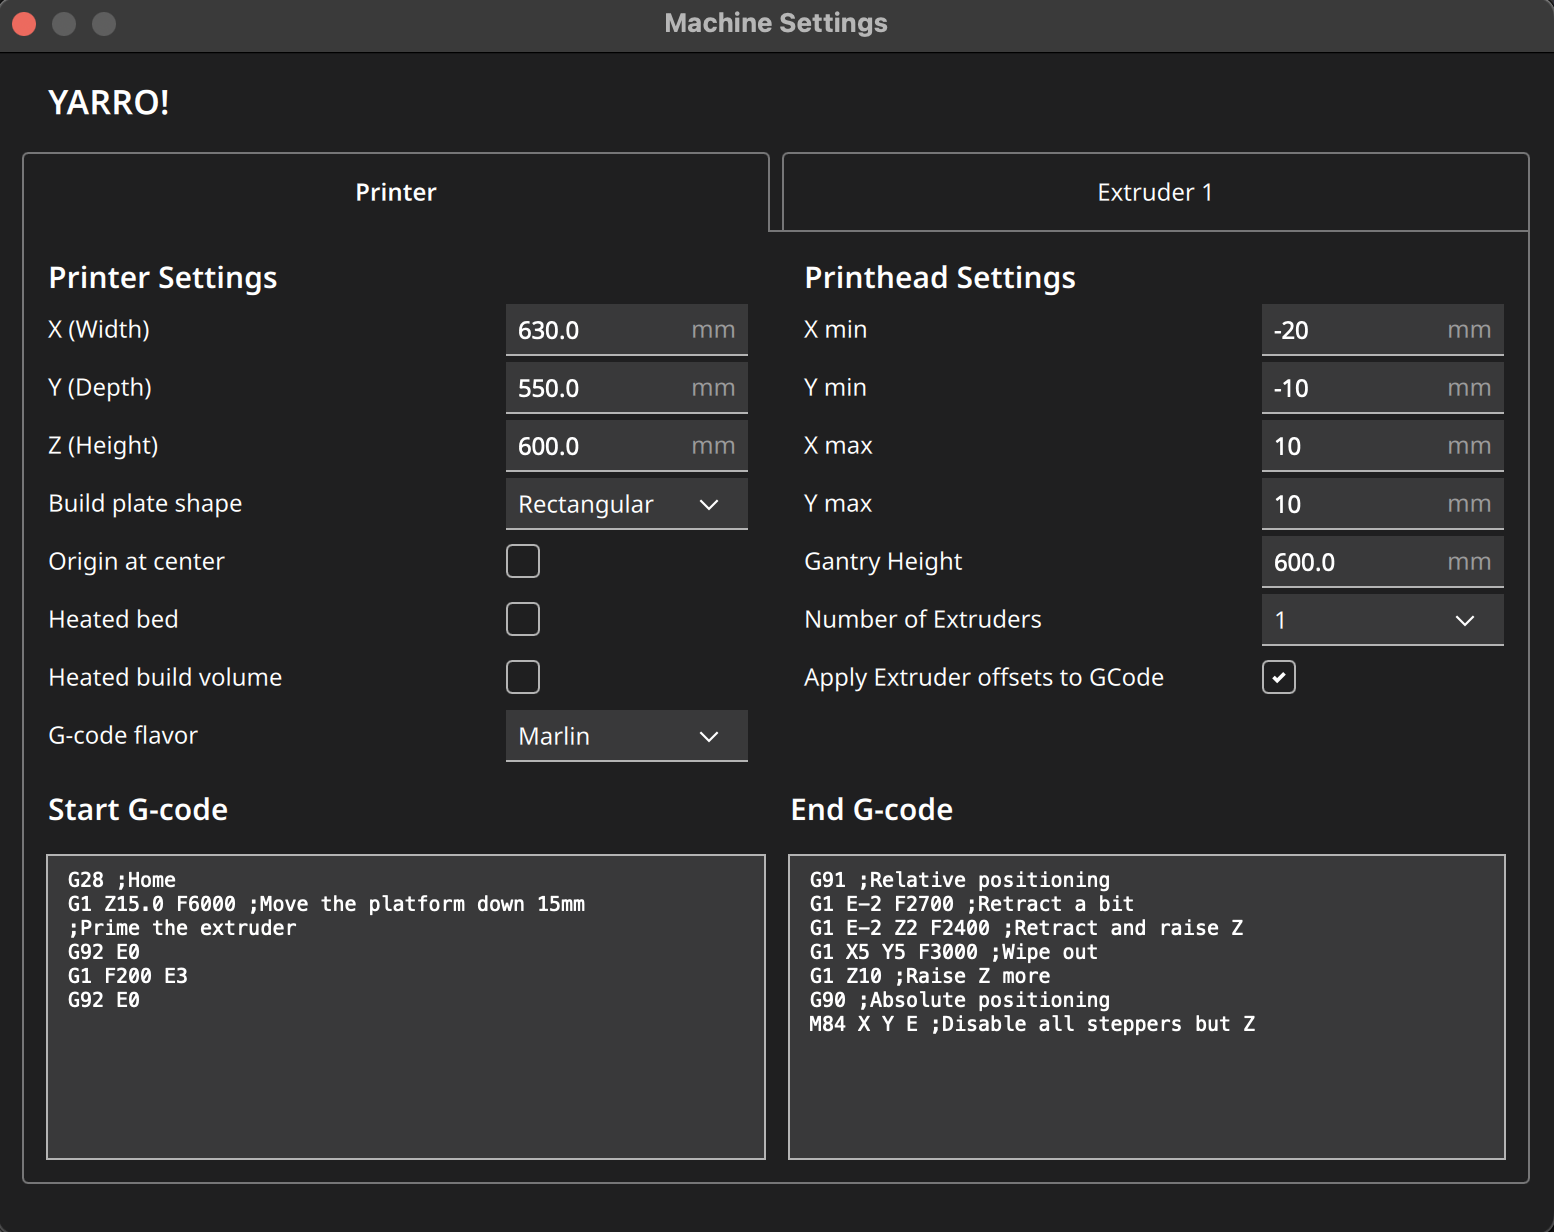 Machine Settings
YARRO!
Printer
Extruder 1
Printer Settings
X (Width) 630.0 mm
Y (Depth) 550.0 mm
Z (Height) 600.0 mm
Build plate shape Rectangular
Origin at center
Heated bed
Heated build volume
G-code flavor Marlin
Printhead Settings
X min -20 mm
Y min -10 mm
X max 10 mm
Y max 10 mm
Gantry Height 600.0 mm
Number of Extruders 1
Apply Extruder offsets to GCode
Start G-code
G28 ;Home
G1 Z15.0 F6000 ;Move the platform down 15mm
;Prime the extruder
G92 E0
G1 F200 E3
G92 E0
End G-code
G91 ;Relative positioning
G1 E-2 F2700 ;Retract a bit
G1 E-2 Z2 F2400 ;Retract and raise Z
G1 X5 Y5 F3000 ;Wipe out
G1 Z10 ;Raise Z more
G90 ;Absolute positioning
M84 X Y E ;Disable all steppers but Z